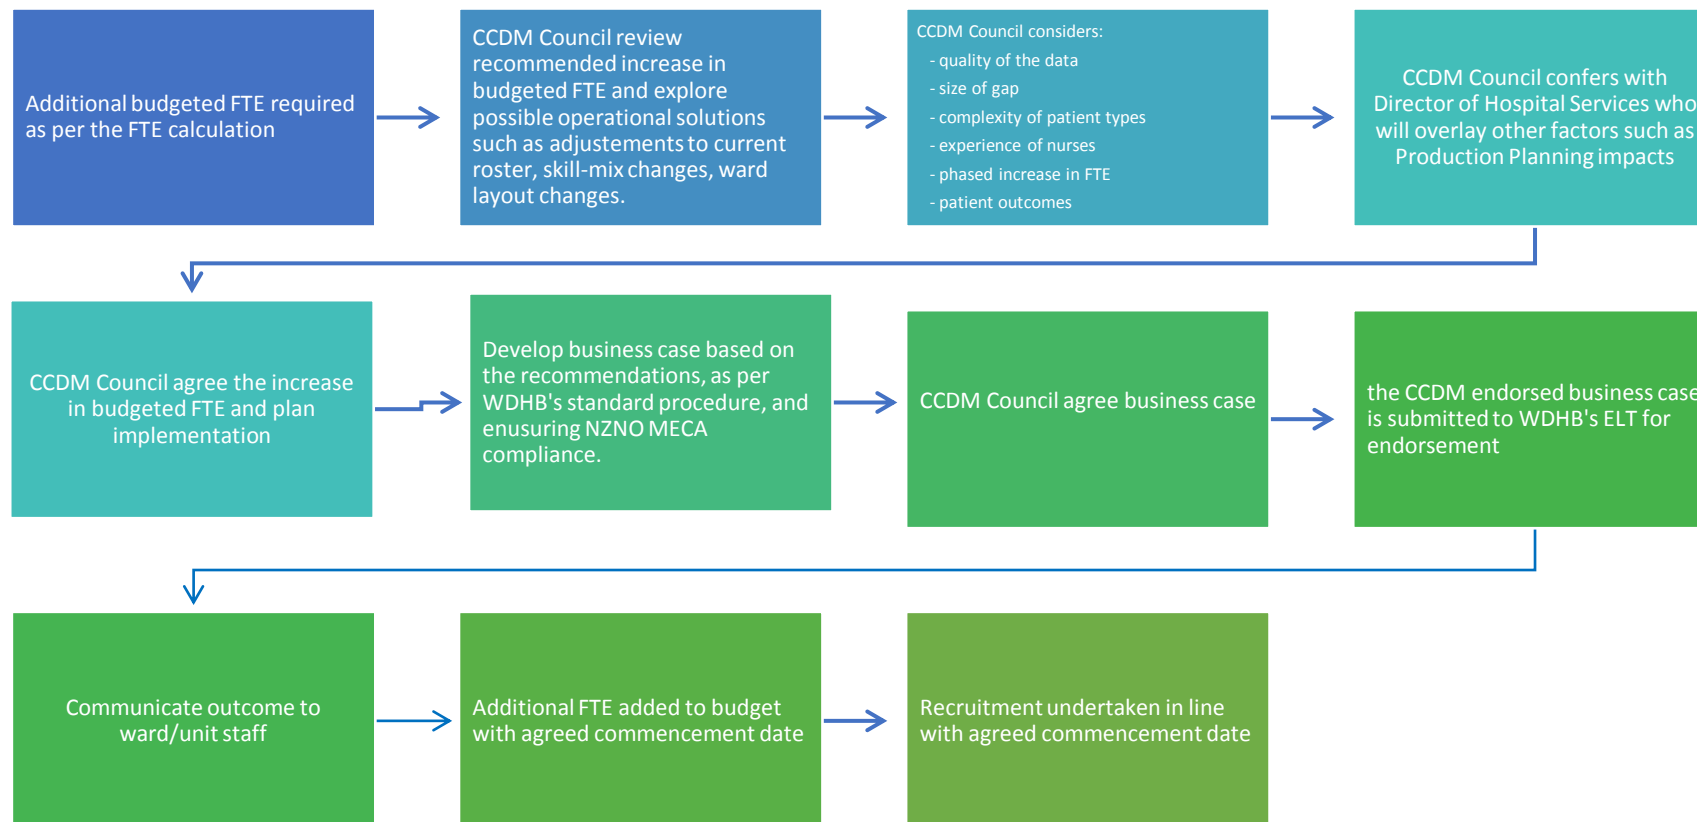 Additional budgeted FTE required
as per the FTE calculation
CCDM Council review
recommended increase in
budgeted FTE and explore
possible operational solutions
such as adjustements to current
roster, skill-mix changes, ward
layout changes.
CCDM Council considers:
- quality of the data
- size of gap
- complexity of patient types
- experience of nurses
- phased increase in FTE
- patient outcomes
CCDM Council confers with
Director of Hospital Services who
will overlay other factors such as
Production Planning impacts
CCDM Council agree the increase
in budgeted FTE and plan
implementation
Develop business case based on
the recommendations, as per
WDHB's standard procedure, and
enusuring NZNO MECA
compliance.
CCDM Council agree business case
the CCDM endorsed business case
is submitted to WDHB's ELT for
endorsement
Communicate outcome to
ward/unit staff
Additional FTE added to budget
with agreed commencement date
Recruitment undertaken in line
with agreed commencement date